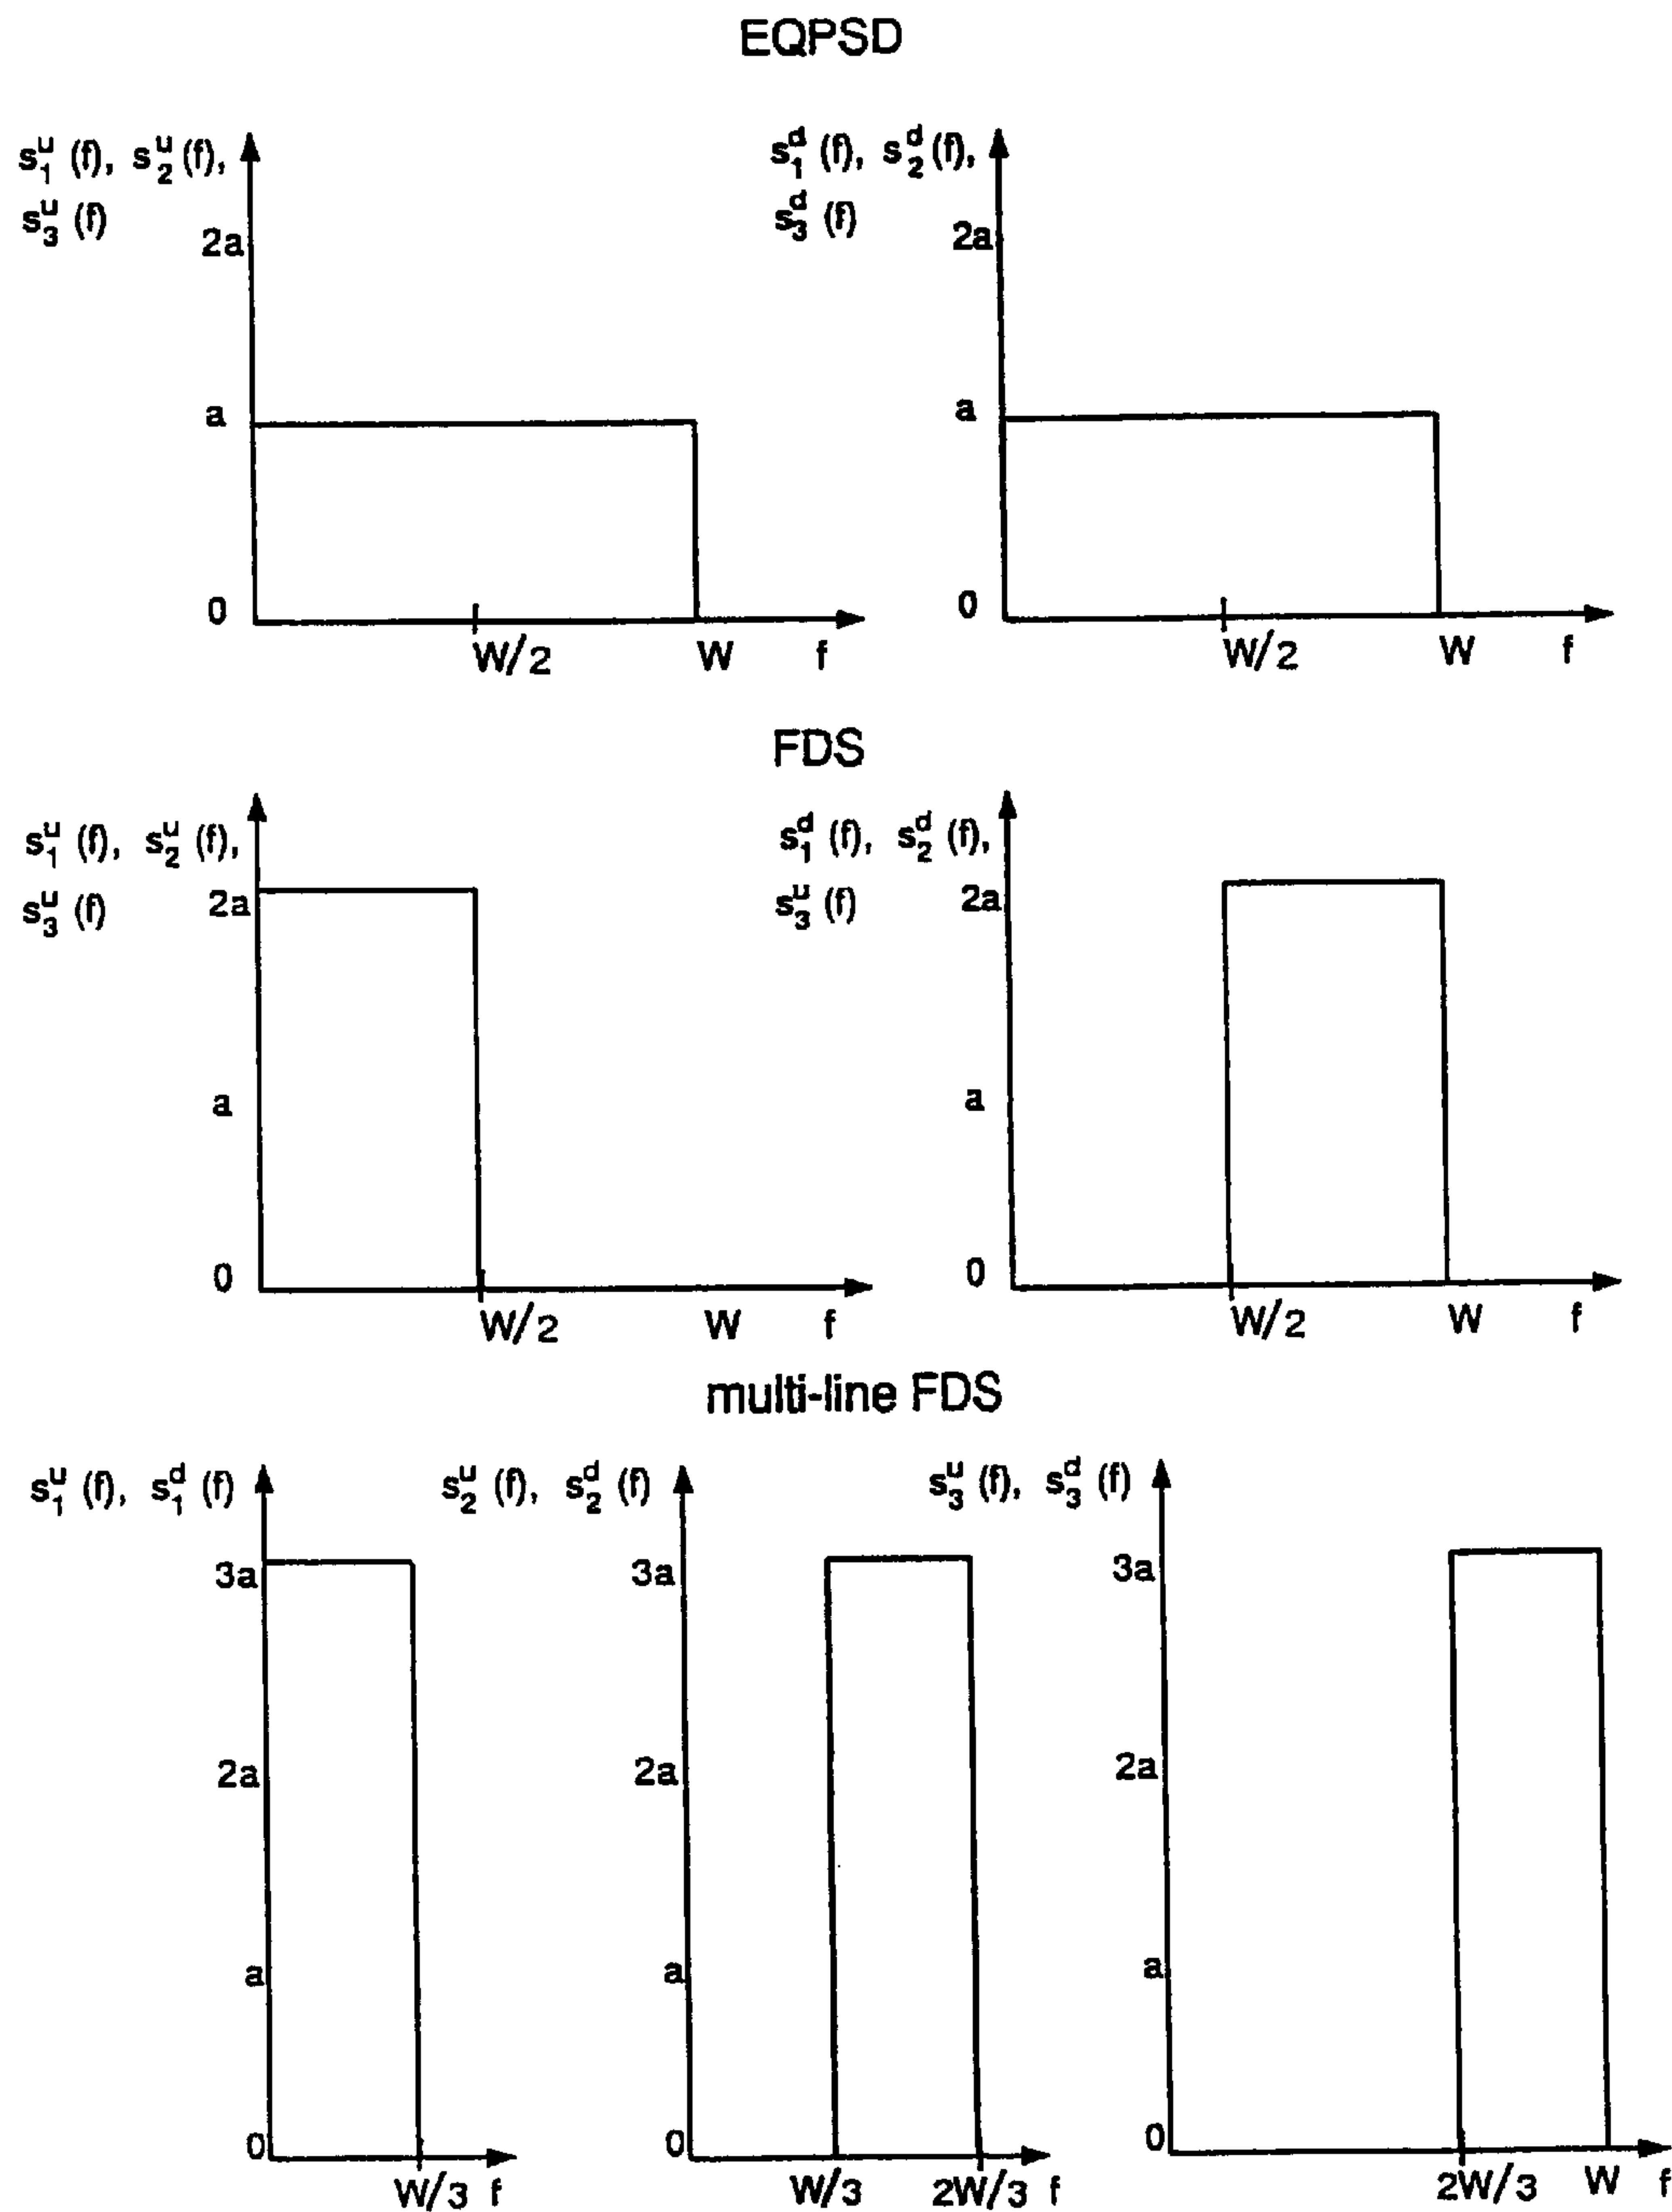 EQPSD
s₁ᵘ (f), s₂ᵘ (f),
s₃ᵘ (f)
2a
a
0
W/2 W f
s₁ᵈ (f), s₂ᵈ (f),
s₃ᵈ (f)
2a
a
0
W/2 W f
FDS
s₁ᵘ (f), s₂ᵘ (f),
s₃ᵘ (f)
2a
a
0
W/2 W f
s₁ᵈ (f), s₂ᵈ (f),
s₃ᵘ (f)
2a
a
0
W/2 W f
multi-line FDS
s₁ᵘ (f), s₁ᵈ (f)
3a
2a
a
0
W/3 f
s₂ᵘ (f), s₂ᵈ (f)
3a
2a
a
0
W/3 2W/3 f
s₃ᵘ (f), s₃ᵈ (f)
3a
2a
a
0
2W/3 W f